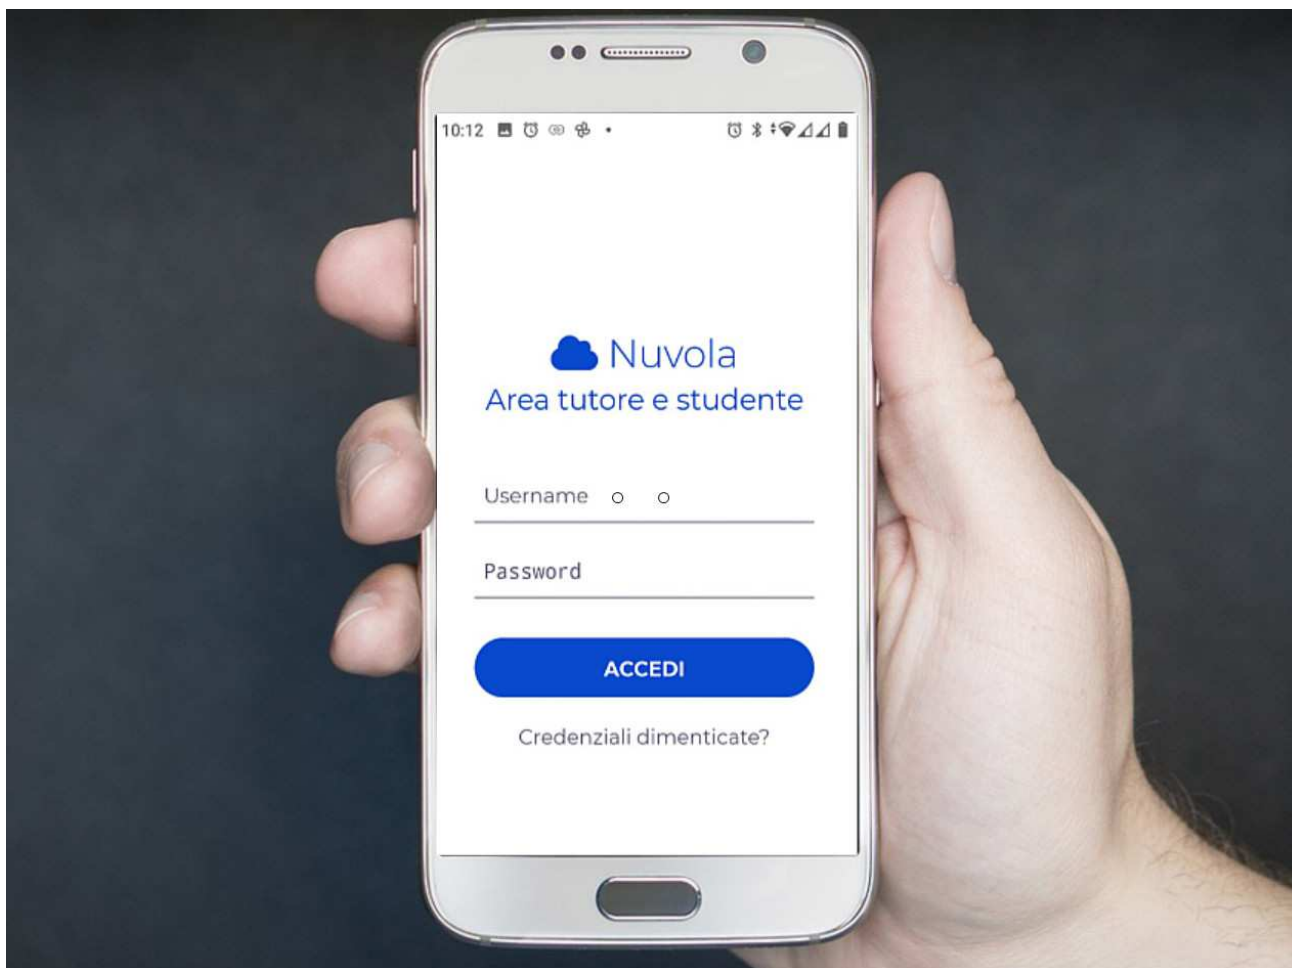 10:12
Nuvola
Area tutore e studente
Username
Password
ACCEDI
Credenziali dimenticate?